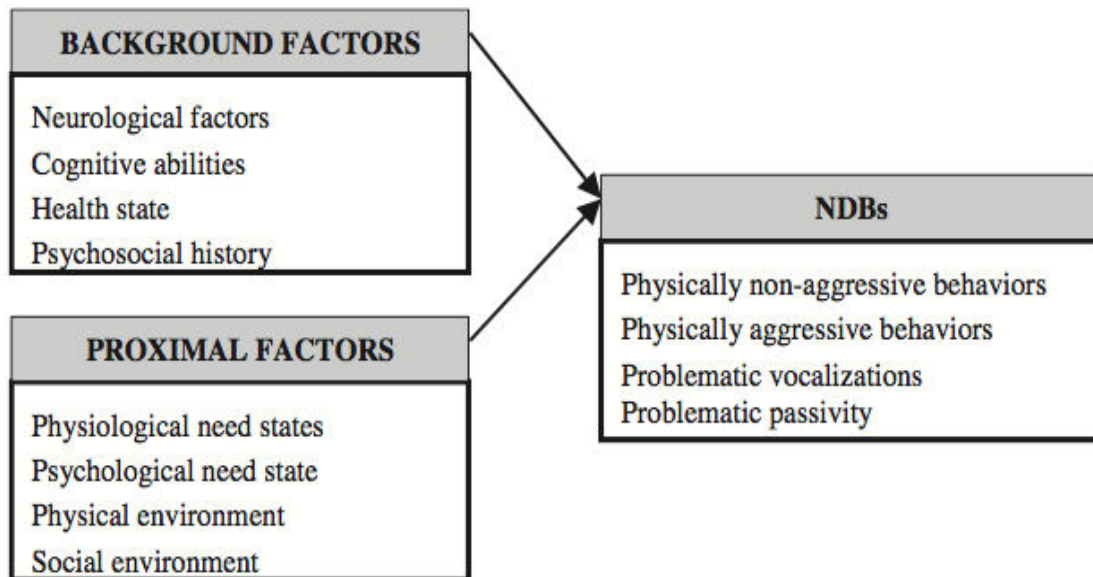 BACKGROUND FACTORS
Neurological factors
Cognitive abilities
Health state
Psychosocial history
PROXIMAL FACTORS
Physiological need states
Psychological need state
Physical environment
Social environment
NDBs
Physically non-aggressive behaviors
Physically aggressive behaviors
Problematic vocalizations
Problematic passivity